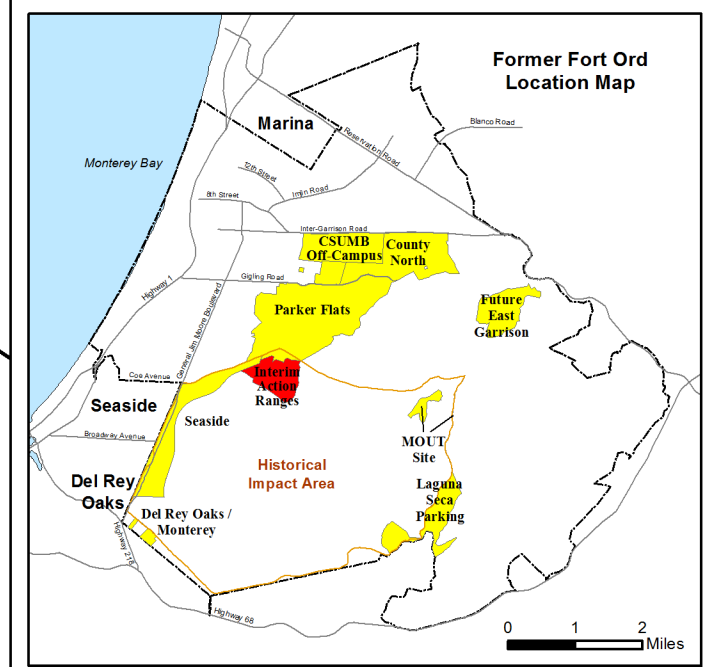 Former Fort Ord
Location Map
Marina
Blanco Road
Reservation Road
Monterey Bay
12th Street
Imjin Road
8th Street
Inter-Garrison Road
CSUMB
Off-Campus
County
North
Gigling Road
Highway 1
General Jim Moore Boulevard
Parker Flats
Future
East
Garrison
Coe Avenue
Interim
Action
Ranges
Seaside
Seaside
Broadway Avenue
MOUT
Site
Historical
Impact Area
Del Rey
Oaks
Laguna
Seca
Parking
Del Rey Oaks /
Monterey
Highway 218
Highway 68
0 1 2
Miles